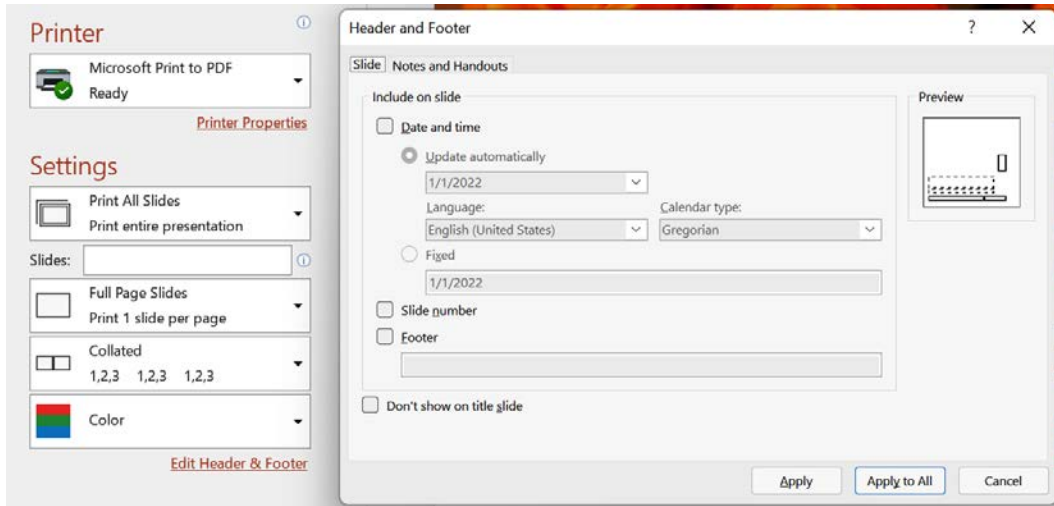 Printer
Microsoft Print to PDF
Ready
Printer Properties
Settings
Print All Slides
Print entire presentation
Slides:
Full Page Slides
Print 1 slide per page
Collated
1,2,3 1,2,3 1,2,3
Color
Edit Header & Footer
Header and Footer
Slide Notes and Handouts
Include on slide
Date and time
Update automatically
1/1/2022
Language: Calendar type:
English (United States) Gregorian
Fixed
1/1/2022
Slide number
Footer
Don't show on title slide
Preview
Apply Apply to All Cancel